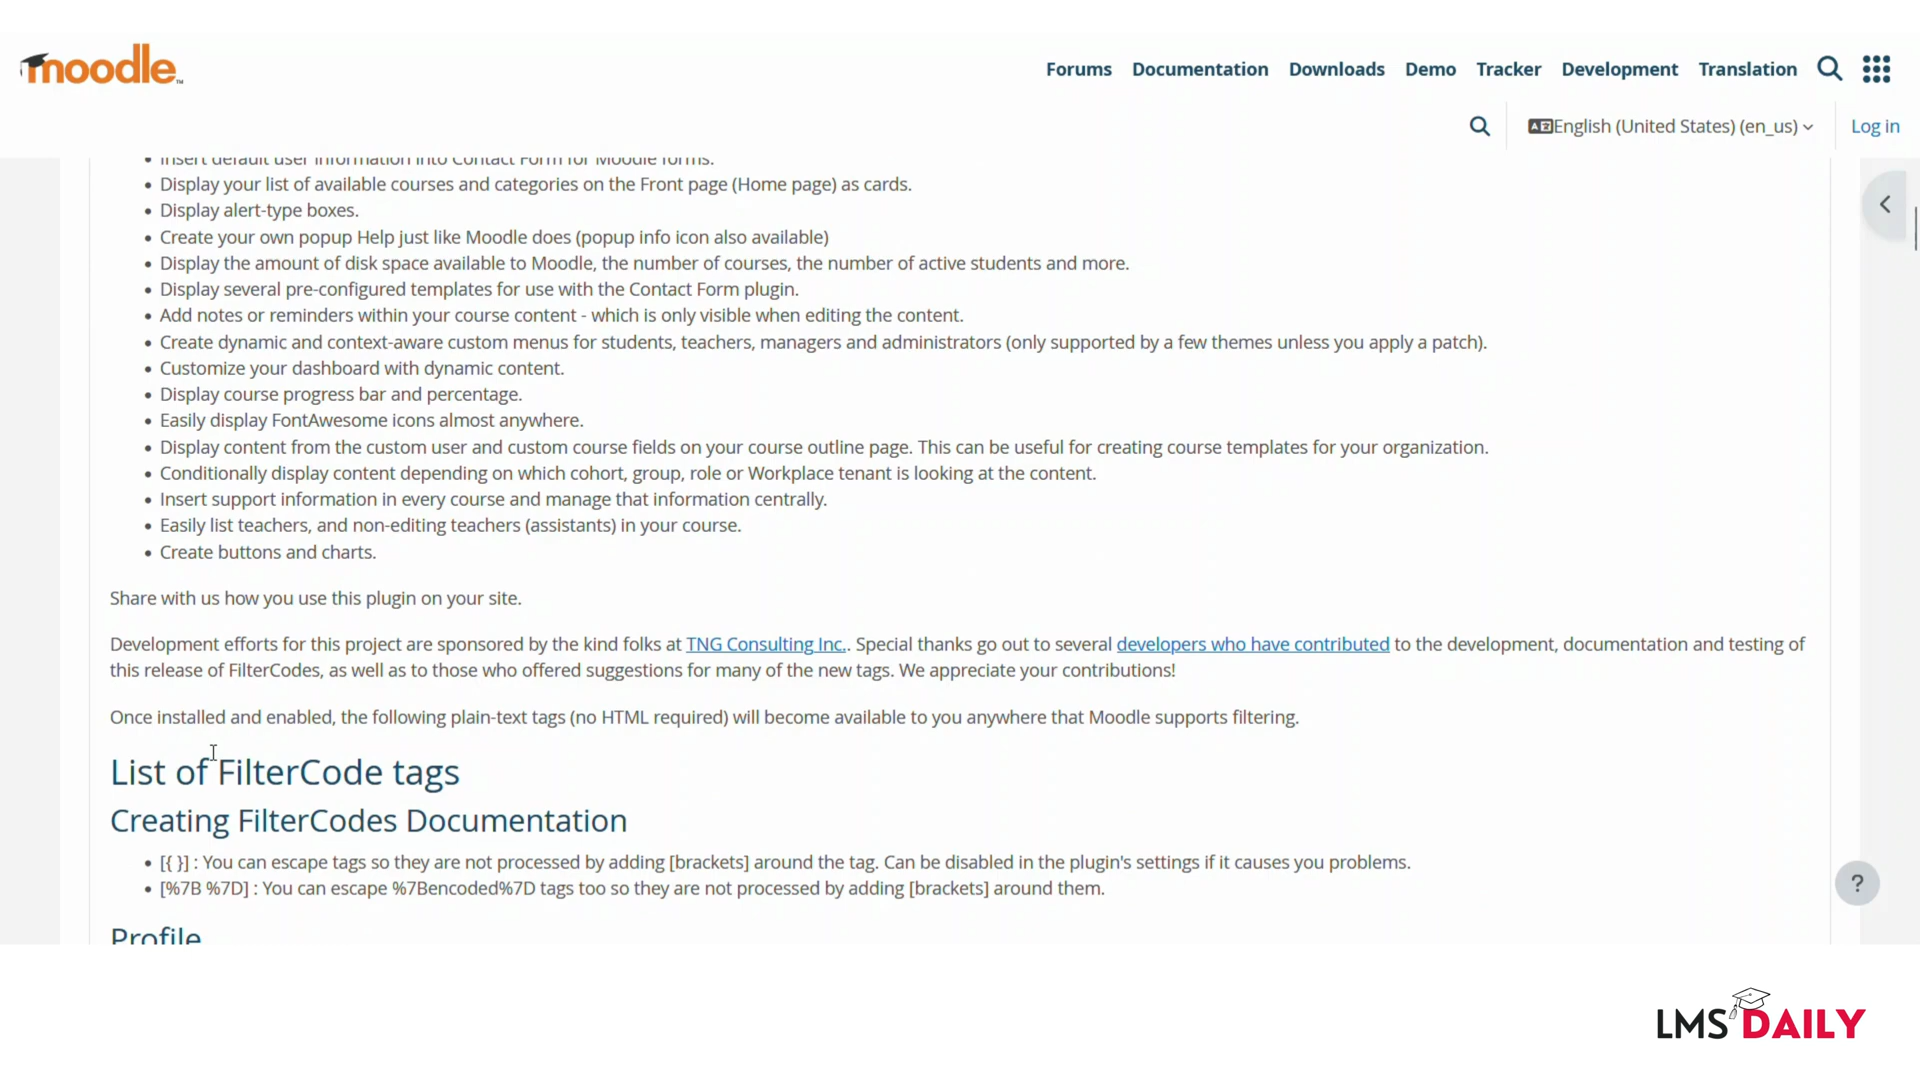 moodle™
Forums Documentation Downloads Demo Tracker Development Translation
English (United States) (en_us) Log in
Insert default user information into Contact Form for Moodle forms.
• Display your list of available courses and categories on the Front page (Home page) as cards.
• Display alert-type boxes.
• Create your own popup Help just like Moodle does (popup info icon also available)
• Display the amount of disk space available to Moodle, the number of courses, the number of active students and more.
• Display several pre-configured templates for use with the Contact Form plugin.
• Add notes or reminders within your course content - which is only visible when editing the content.
• Create dynamic and context-aware custom menus for students, teachers, managers and administrators (only supported by a few themes unless you apply a patch).
• Customize your dashboard with dynamic content.
• Display course progress bar and percentage.
• Easily display FontAwesome icons almost anywhere.
• Display content from the custom user and custom course fields on your course outline page. This can be useful for creating course templates for your organization.
• Conditionally display content depending on which cohort, group, role or Workplace tenant is looking at the content.
• Insert support information in every course and manage that information centrally.
• Easily list teachers, and non-editing teachers (assistants) in your course.
• Create buttons and charts.
Share with us how you use this plugin on your site.
Development efforts for this project are sponsored by the kind folks at TNG Consulting Inc.. Special thanks go out to several developers who have contributed to the development, documentation and testing of
this release of FilterCodes, as well as to those who offered suggestions for many of the new tags. We appreciate your contributions!
Once installed and enabled, the following plain-text tags (no HTML required) will become available to you anywhere that Moodle supports filtering.
List of FilterCode tags
Creating FilterCodes Documentation
• [{ }] : You can escape tags so they are not processed by adding [brackets] around the tag. Can be disabled in the plugin's settings if it causes you problems.
• [%7B %7D] : You can escape %7Bencoded%7D tags too so they are not processed by adding [brackets] around them.
?
Profile
LMS DAILY